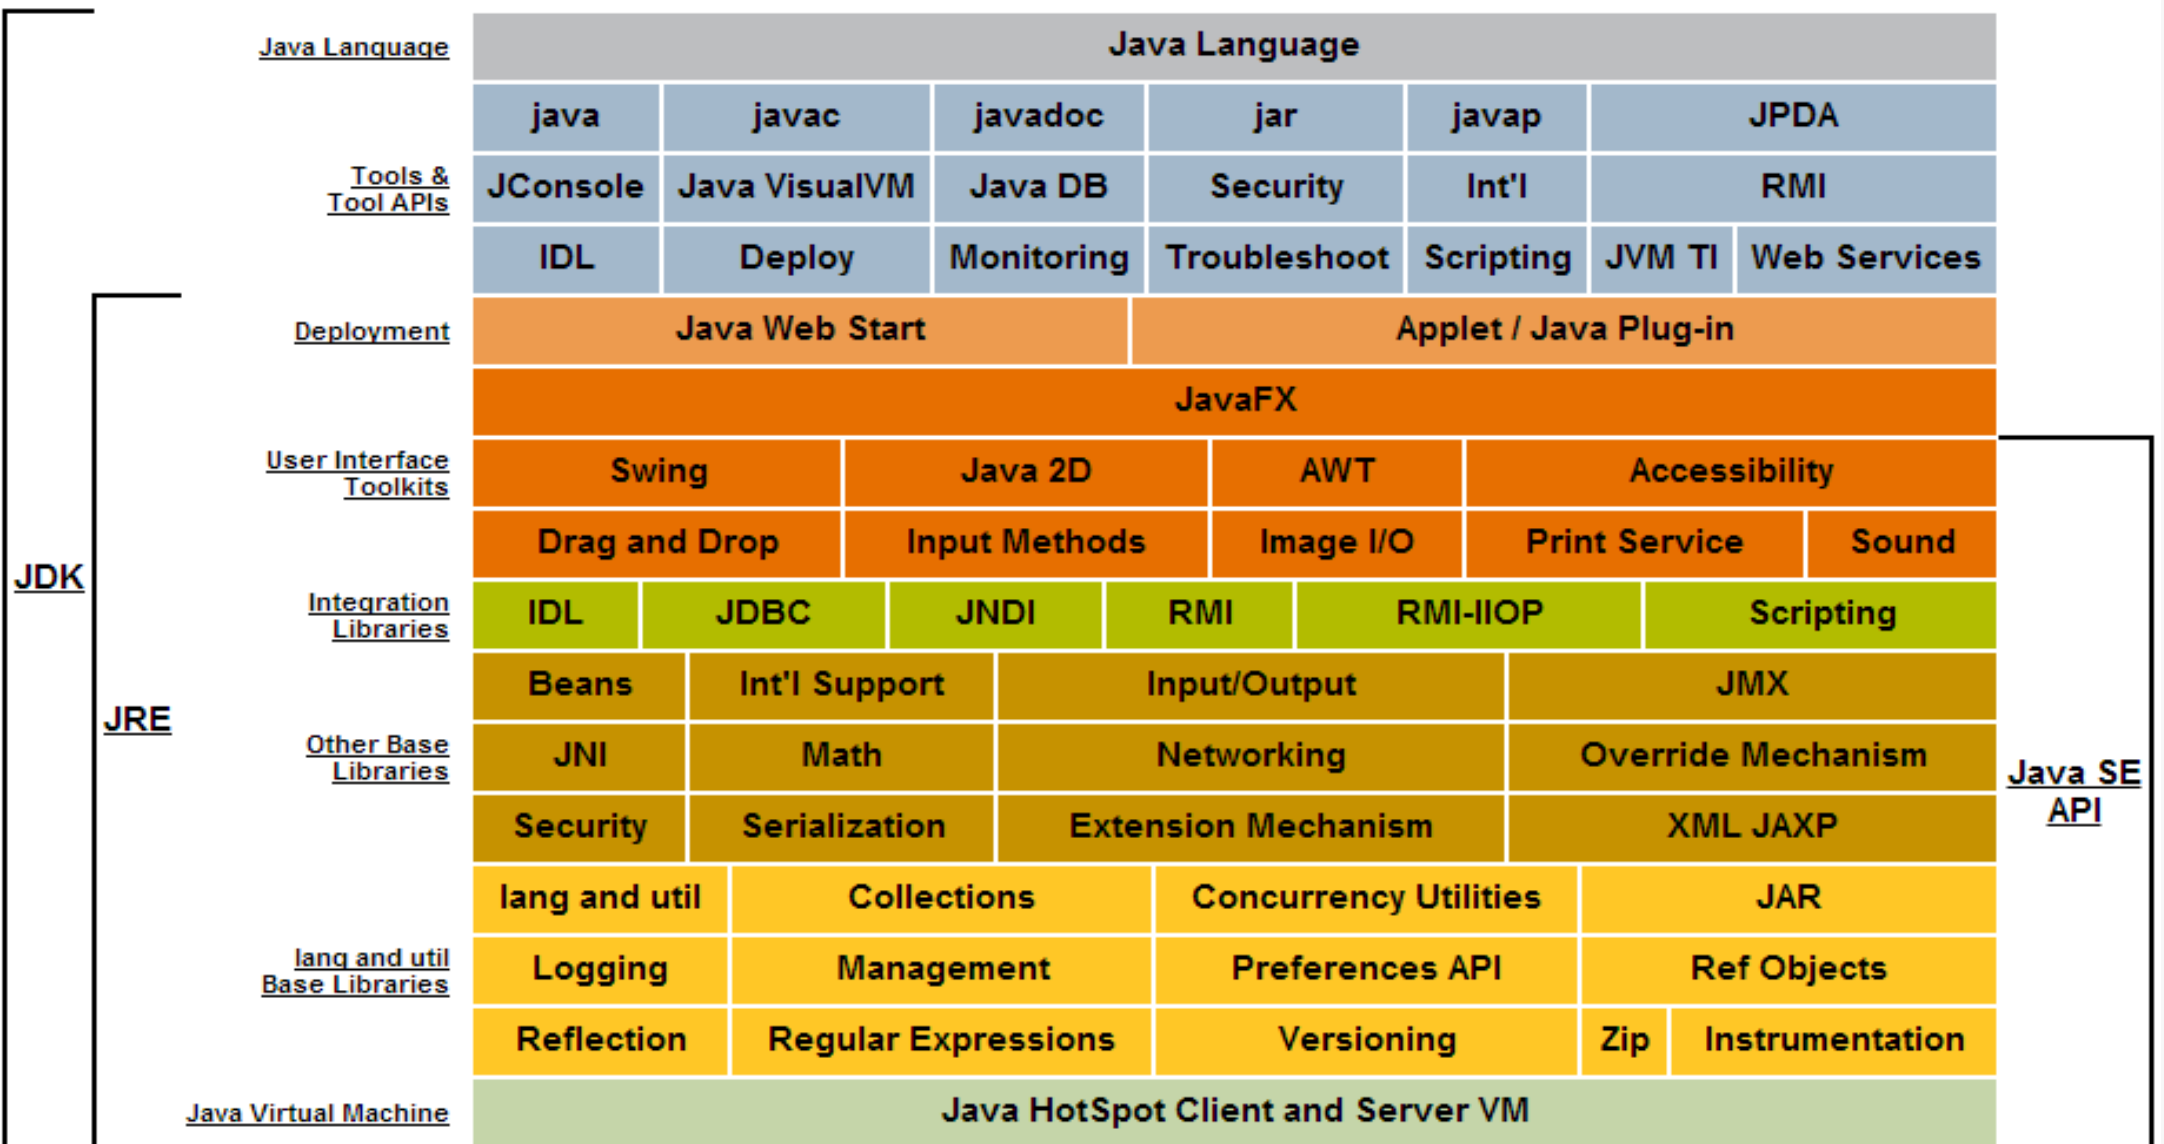 Java Language
Java Language
java javac javadoc jar javap JPDA
Tools &
Tool APIs
JConsole Java VisualVM Java DB Security Int'l RMI
IDL Deploy Monitoring Troubleshoot Scripting JVM TI Web Services
Deployment
Java Web Start Applet / Java Plug-in
JavaFX
User Interface
Toolkits
Swing Java 2D AWT Accessibility
Drag and Drop Input Methods Image I/O Print Service Sound
JDK
Integration
Libraries
IDL JDBC JNDI RMI RMI-IIOP Scripting
Beans Int'l Support Input/Output JMX
JRE
Other Base
Libraries
JNI Math Networking Override Mechanism
Java SE
API
Security Serialization Extension Mechanism XML JAXP
lang and util Collections Concurrency Utilities JAR
lang and util
Base Libraries
Logging Management Preferences API Ref Objects
Reflection Regular Expressions Versioning Zip Instrumentation
Java Virtual Machine
Java HotSpot Client and Server VM